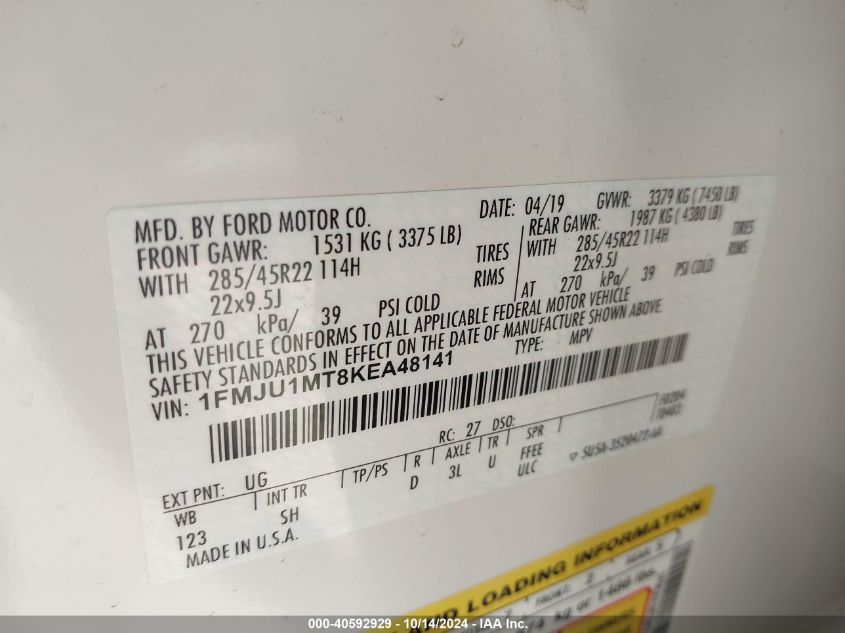 MFD. BY FORD MOTOR CO.
DATE: 04/19 GVWR: 3379 KG ( 7450 LB)
FRONT GAWR: 1531 KG ( 3375 LB)
REAR GAWR: 1987 KG ( 4380 LB)
WITH 285/45R22 114H TIRES
WITH 285/45R22 114H TIRES
22x9.5J RIMS
22x9.5J RIMS
AT 270 kPa/ 39 PSI COLD
AT 270 kPa/ 39 PSI COLD
THIS VEHICLE CONFORMS TO ALL APPLICABLE FEDERAL MOTOR VEHICLE
SAFETY STANDARDS IN EFFECT ON THE DATE OF MANUFACTURE SHOWN ABOVE
VIN: 1FMJU1MT8KEA48141 TYPE: MPV
F0204
10403
EXT PNT: UG RC: 27 DSO:
WB INT TR TP/PS R AXLE TR SPR
123 SH D 3L U FFEE
ULC
MADE IN U.S.A.
LOADING INFORMATION
000-40592929 - 10/14/2024 - IAA Inc.